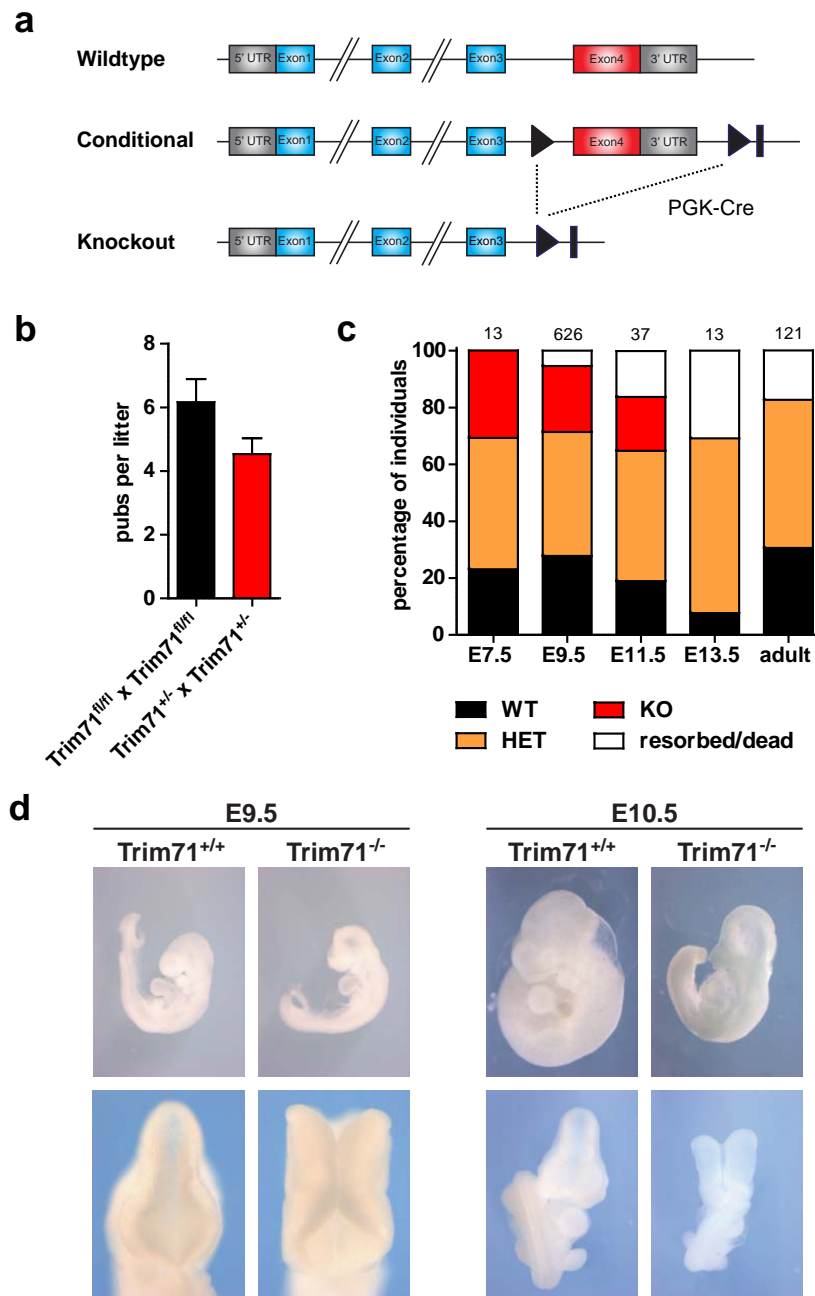 a
Wildtype
5' UTR Exon1 Exon2 Exon3 Exon4 3' UTR
Conditional
5' UTR Exon1 Exon2 Exon3 Exon4 3' UTR
PGK-Cre
Knockout
5' UTR Exon1 Exon2 Exon3
b
pubs per litter
8
6
4
2
0
Trim71fl/fl x Trim71fl/fl
Trim71+/- x Trim71+/-
c
percentage of individuals
13 626 37 13 121
100
80
60
40
20
0
E7.5 E9.5 E11.5 E13.5 adult
WT KO
HET resorbed/dead
d
E9.5 E10.5
Trim71+/+ Trim71-/- Trim71+/+ Trim71-/-